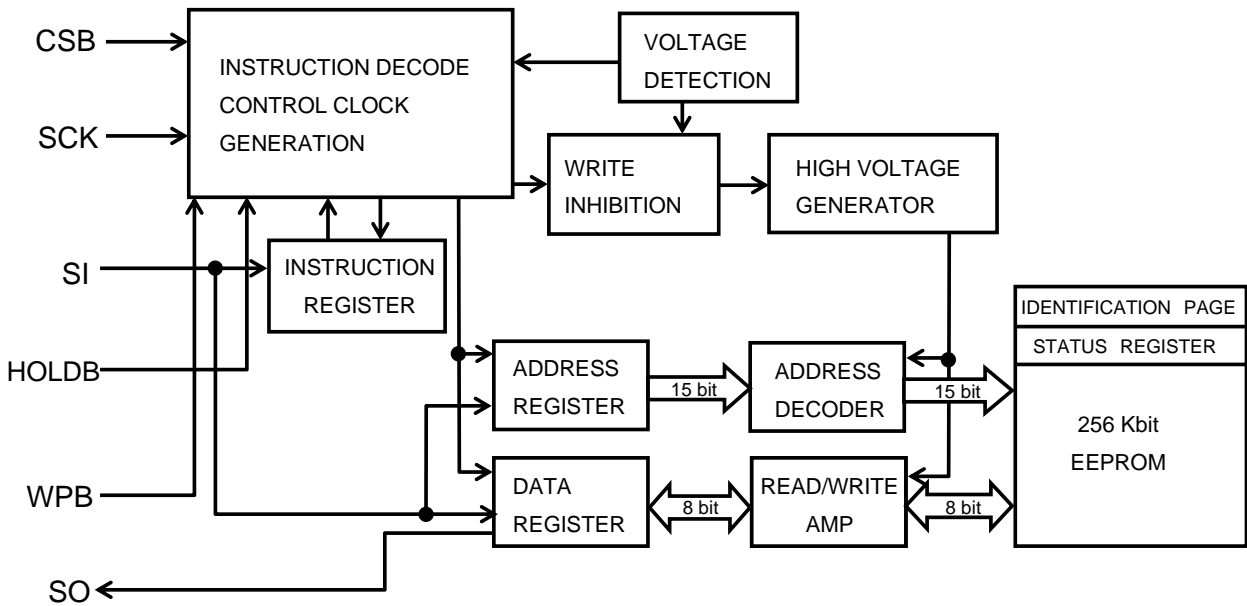 CSB
SCK
SI
HOLDB
WPB
SO
INSTRUCTION DECODE
CONTROL CLOCK
GENERATION
VOLTAGE
DETECTION
WRITE
INHIBITION
HIGH VOLTAGE
GENERATOR
INSTRUCTION
REGISTER
ADDRESS
REGISTER
15 bit
ADDRESS
DECODER
15 bit
DATA
REGISTER
8 bit
READ/WRITE
AMP
8 bit
IDENTIFICATION PAGE
STATUS REGISTER
256 Kbit
EEPROM